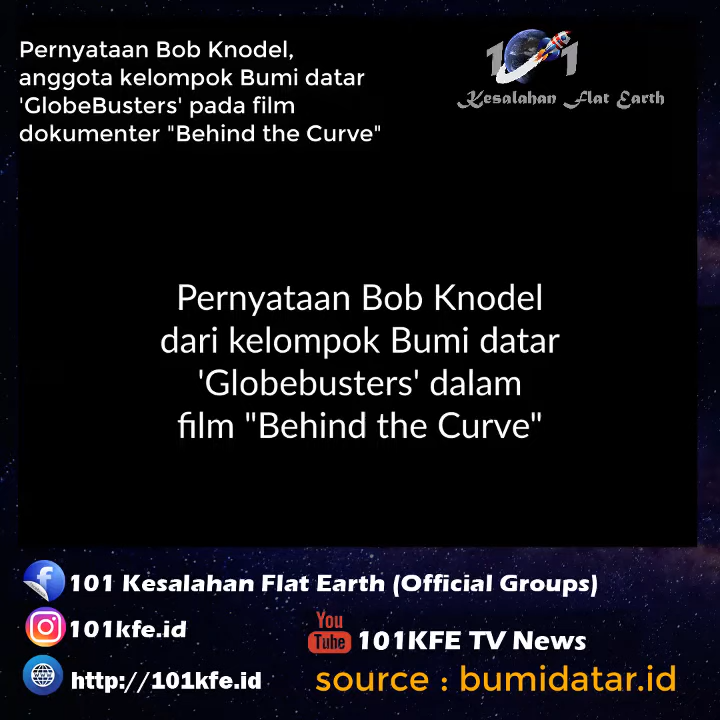 Pernyataan Bob Knodel,
anggota kelompok Bumi datar
'GlobeBusters' pada film
dokumenter "Behind the Curve"
101
Kesalahan Flat Earth
Pernyataan Bob Knodel
dari kelompok Bumi datar
'Globebusters' dalam
film "Behind the Curve"
101 Kesalahan Flat Earth (Official Groups)
101kfe.id
You
Tube 101KFE TV News
http://101kfe.id
source : bumidatar.id